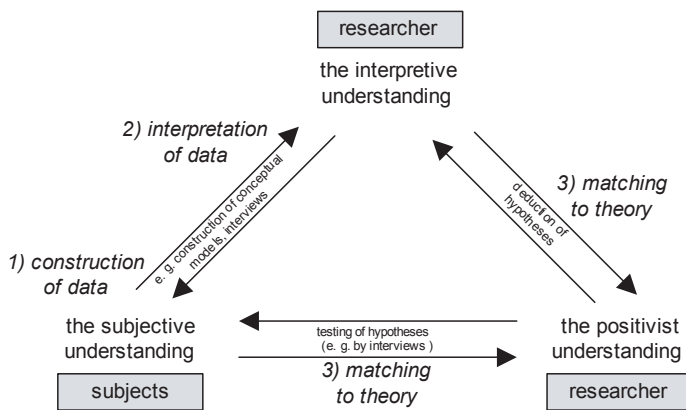 researcher
the interpretive
understanding
2) interpretation
of data
e. g. construction of conceptual
models, interviews
deduction of
hypotheses
3) matching
to theory
1) construction
of data
the subjective
understanding
subjects
testing of hypotheses
(e. g. by interviews )
3) matching
to theory
the positivist
understanding
researcher